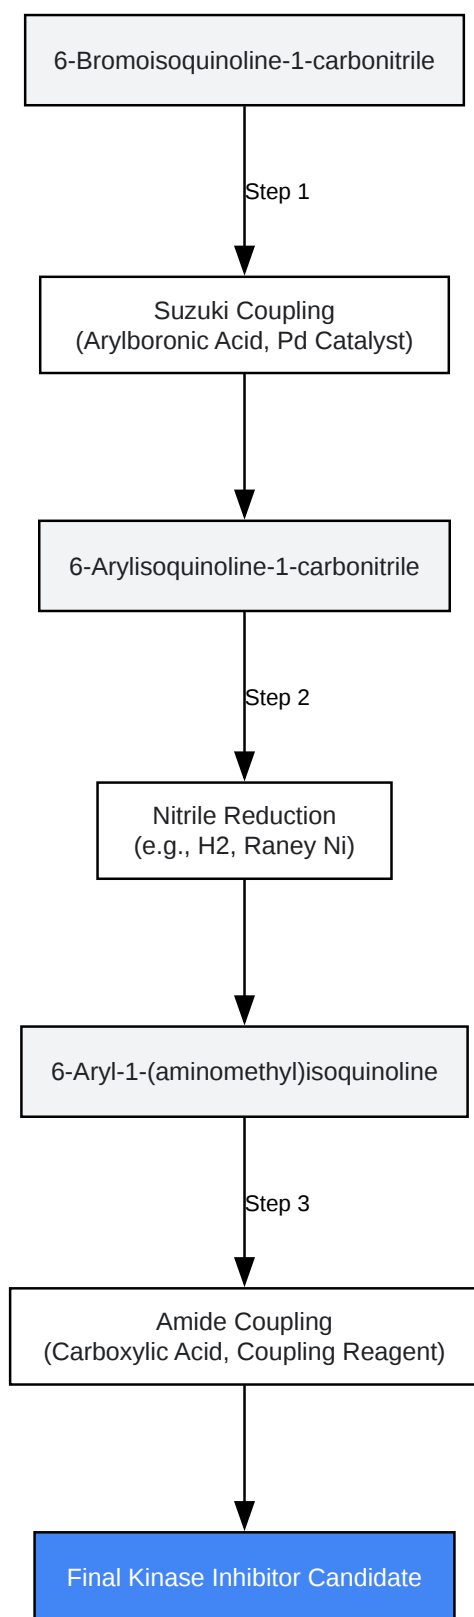 6-Bromoisoquinoline-1-carbonitrile
Step 1
Suzuki Coupling
(Arylboronic Acid, Pd Catalyst)
6-Arylisoquinoline-1-carbonitrile
Step 2
Nitrile Reduction
(e.g., H2, Raney Ni)
6-Aryl-1-(aminomethyl)isoquinoline
Step 3
Amide Coupling
(Carboxylic Acid, Coupling Reagent)
Final Kinase Inhibitor Candidate